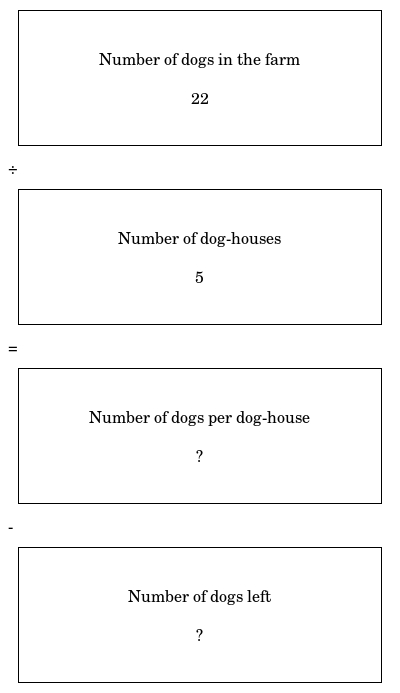 Number of dogs in the farm
22
÷
Number of dog-houses
5
=
Number of dogs per dog-house
?
-
Number of dogs left
?